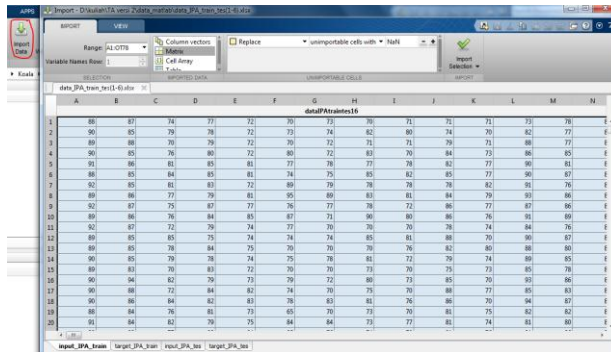 APPS
Import - D:\kuliah\TA versi 2\data_matlab\data_IPA_train_tes(1-6).xlsx
IMPORT VIEW
Import
Data
Range: A1:OT78
Variable Names Row: 1
Column vectors
Matrix
Cell Array
Replace unimportable cells with NaN
Import
Selection
SELECTION IMPORTED DATA UNIMPORTABLE CELLS IMPORT
Koala
data_IPA_train_tes(1-6).xlsx
A B C D E F G H I J K L M N
dataIPAtraintes16
1 88 87 74 77 72 70 73 70 71 71 71 73 78
2 90 85 79 78 72 73 74 82 80 74 70 82 77
3 89 88 70 79 72 70 72 71 71 79 71 88 77
4 90 85 76 80 72 80 72 83 70 84 73 86 85
5 91 86 81 85 81 77 78 77 78 82 77 90 81
6 88 85 84 85 81 74 75 85 82 85 77 90 87
7 92 85 81 83 72 89 79 78 78 78 82 91 76
8 89 86 77 79 81 95 89 83 81 84 79 93 86
9 92 87 75 87 77 76 77 78 72 86 77 87 86
10 89 86 76 84 85 87 71 90 80 86 76 91 89
11 92 87 72 79 74 77 70 70 70 78 74 84 76
12 89 85 85 75 74 74 74 85 81 88 70 90 87
13 89 85 78 84 75 70 70 70 76 82 80 88 80
14 90 85 79 78 74 75 78 81 72 79 74 89 85
15 89 83 70 83 72 70 70 73 70 75 73 85 78
16 90 94 82 79 73 79 72 80 73 85 70 93 86
17 90 88 72 84 82 74 70 75 70 88 77 85 83
18 90 86 84 82 83 78 83 81 76 86 70 94 87
19 88 84 76 81 73 65 70 73 70 81 75 82 82
20 91 84 82 79 75 84 84 73 77 81 74 81 80
input_IPA_train target_IPA_train input_IPA_tes target_IPA_tes